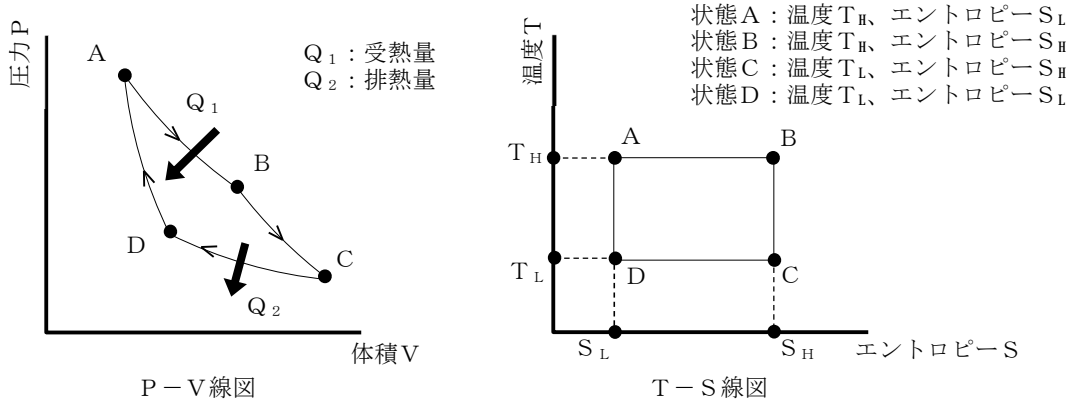 圧力P
A
Q₁:受熱量
Q₂:排熱量
Q₁
B
D
C
Q₂
体積V
P-V線図
状態A:温度T_H、エントロピーS_L
状態B:温度T_H、エントロピーS_H
状態C:温度T_L、エントロピーS_H
状態D:温度T_L、エントロピーS_L
温度T
A
B
T_H
T_L
D
C
S_L
S_H
エントロピーS
T-S線図